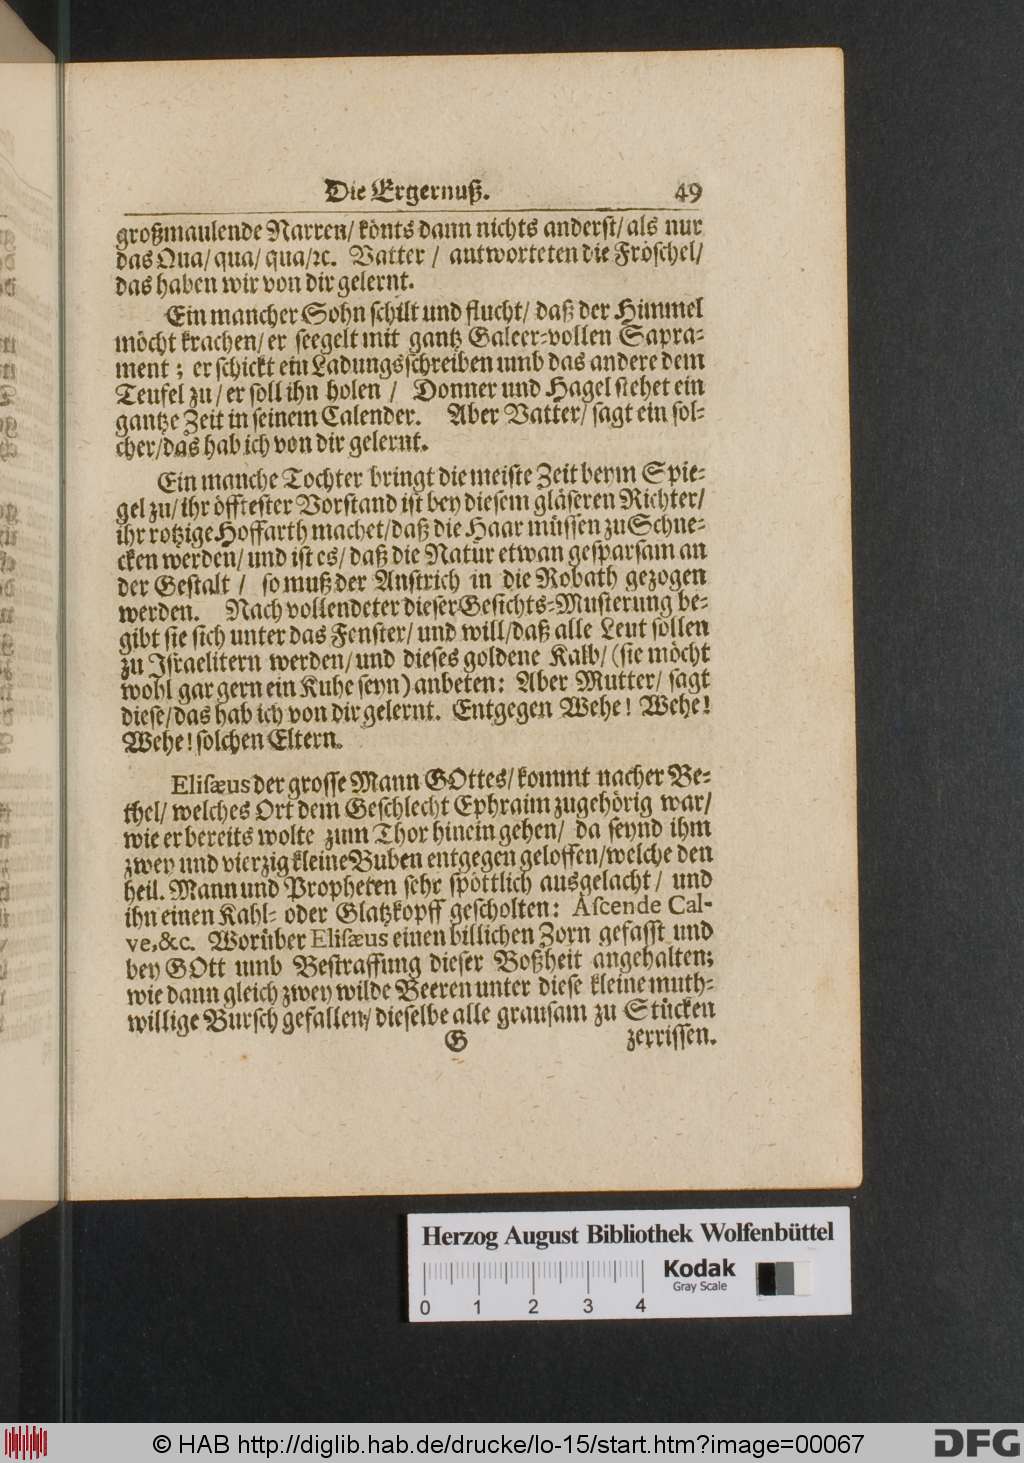 Die Ergernuß. 49
großmaulende Narren/ könts dann nichts anderst/ als nur
das Qua/ qua/ qua/ ꝛc. Vatter / antworteten die Fröschel/
das haben wir von dir gelernt.
Ein mancher Sohn schilt und flucht/ daß der Himmel
möcht krachen/ er seegelt mit gantz Galeer-vollen Sapra-
ment ; er schickt ein Ladungsschreiben umb das andere dem
Teufel zu/ er soll ihn holen / Donner und Hagel stehet ein
gantze Zeit in seinem Calender. Aber Vatter/ sagt ein sol-
cher/das hab ich von dir gelernt.
Ein manche Tochter bringt die meiste Zeit beym Spie-
gel zu/ ihr öfftester Vorstand ist bey diesem gläseren Richter/
ihr rotzige Hoffarth machet/daß die Haar müssen zu Schne-
cken werden/ und ist es/ daß die Natur etwan gesparsam an
der Gestalt / so muß der Anstrich in die Robath gezogen
werden. Nach vollendeter dieser Gesichts-Musterung be-
gibt sie sich unter das Fenster/ und will/daß alle Leut sollen
zu Israelitern werden/ und dieses goldene Kalb/ (sie möcht
wohl gar gern ein Kuhe seyn) anbeten: Aber Mutter/ sagt
diese/das hab ich von dir gelernt. Entgegen Wehe! Wehe!
Wehe! solchen Eltern.
Elisæus der grosse Mann GOttes/ kommt nacher Be-
thel/ welches Ort dem Geschlecht Ephraim zugehörig war/
wie er bereits wolte zum Thor hinein gehen/ da seynd ihm
zwey und vierzig kleine Buben entgegen geloffen/welche den
heil. Mann und Propheten sehr spöttlich ausgelacht/ und
ihn einen Kahl- oder Glatzkopff gescholten: Ascende Cal-
ve, &c. Worüber Elisæus einen billichen Zorn gefasst und
bey GOtt umb Bestraffung dieser Boßheit angehalten;
wie dann gleich zwey wilde Beeren unter diese kleine muth-
willige Bursch gefallen/ dieselbe alle grausam zu Stücken
G zerrissen.
Herzog August Bibliothek Wolfenbüttel
Kodak
Gray Scale
0 1 2 3 4
© HAB http://diglib.hab.de/drucke/lo-15/start.htm?image=00067
DFG